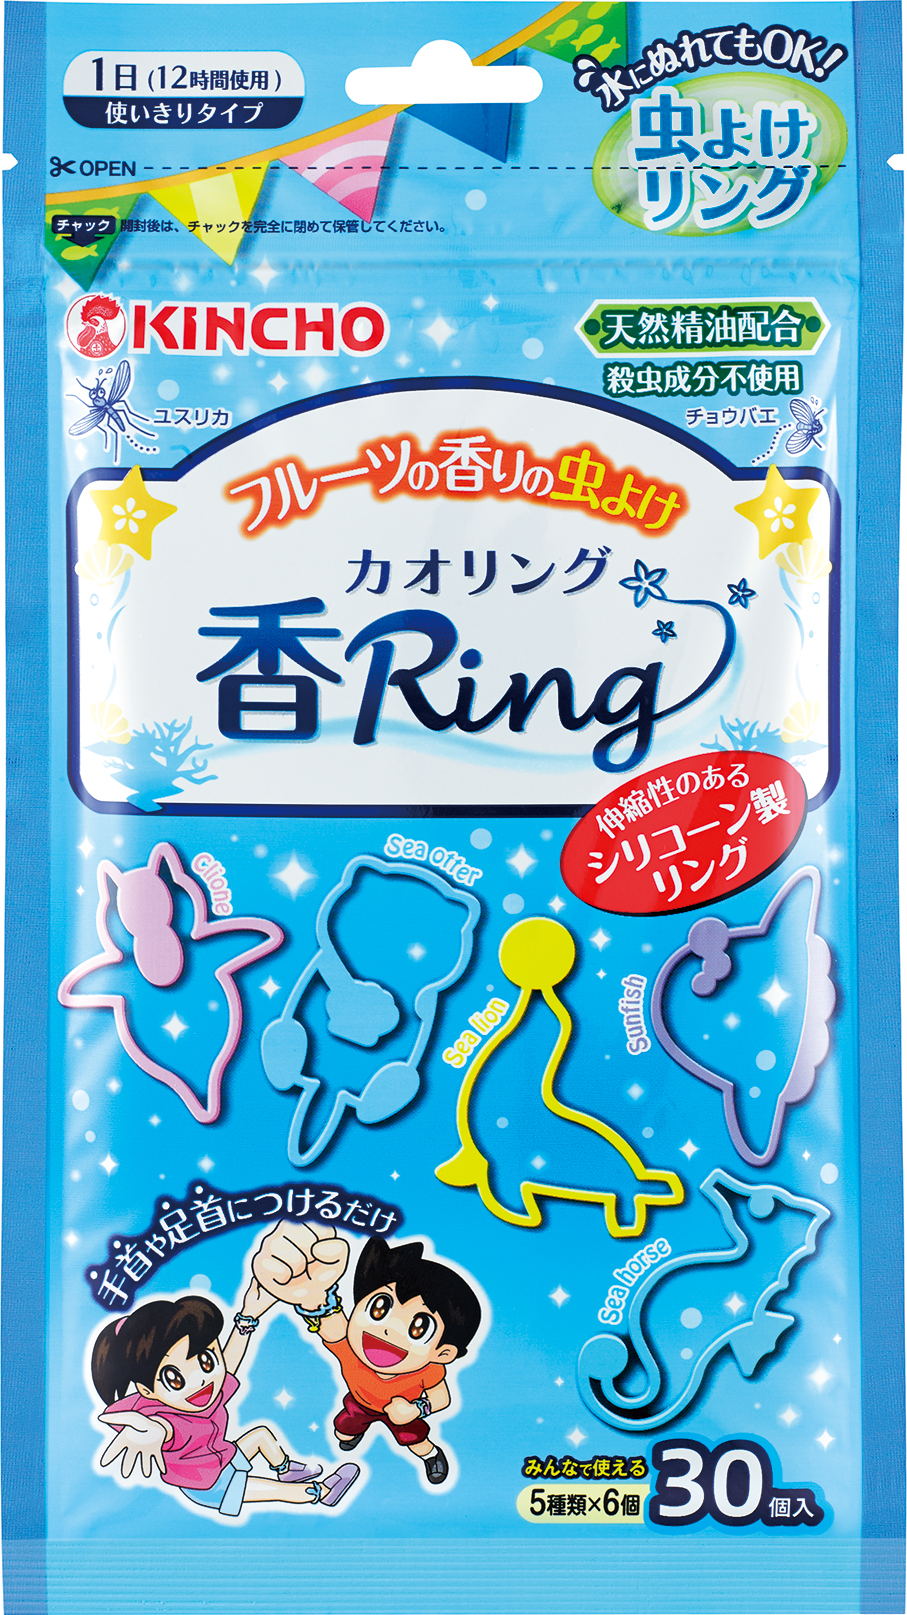 1日(12時間使用)
使いきりタイプ
水にぬれてもOK!
虫よけ
リング
OPEN
チャック 開封後は、チャックを完全に閉めて保管してください。
KINCHO
天然精油配合
殺虫成分不使用
ユスリカ
チョウバエ
フルーツの香りの虫よけ
カオリング
香Ring
伸縮性のある
シリコーン製
リング
clione
Sea otter
Sea lion
Sunfish
Sea horse
手首や足首につけるだけ
みんなで使える
5種類×6個
30個入